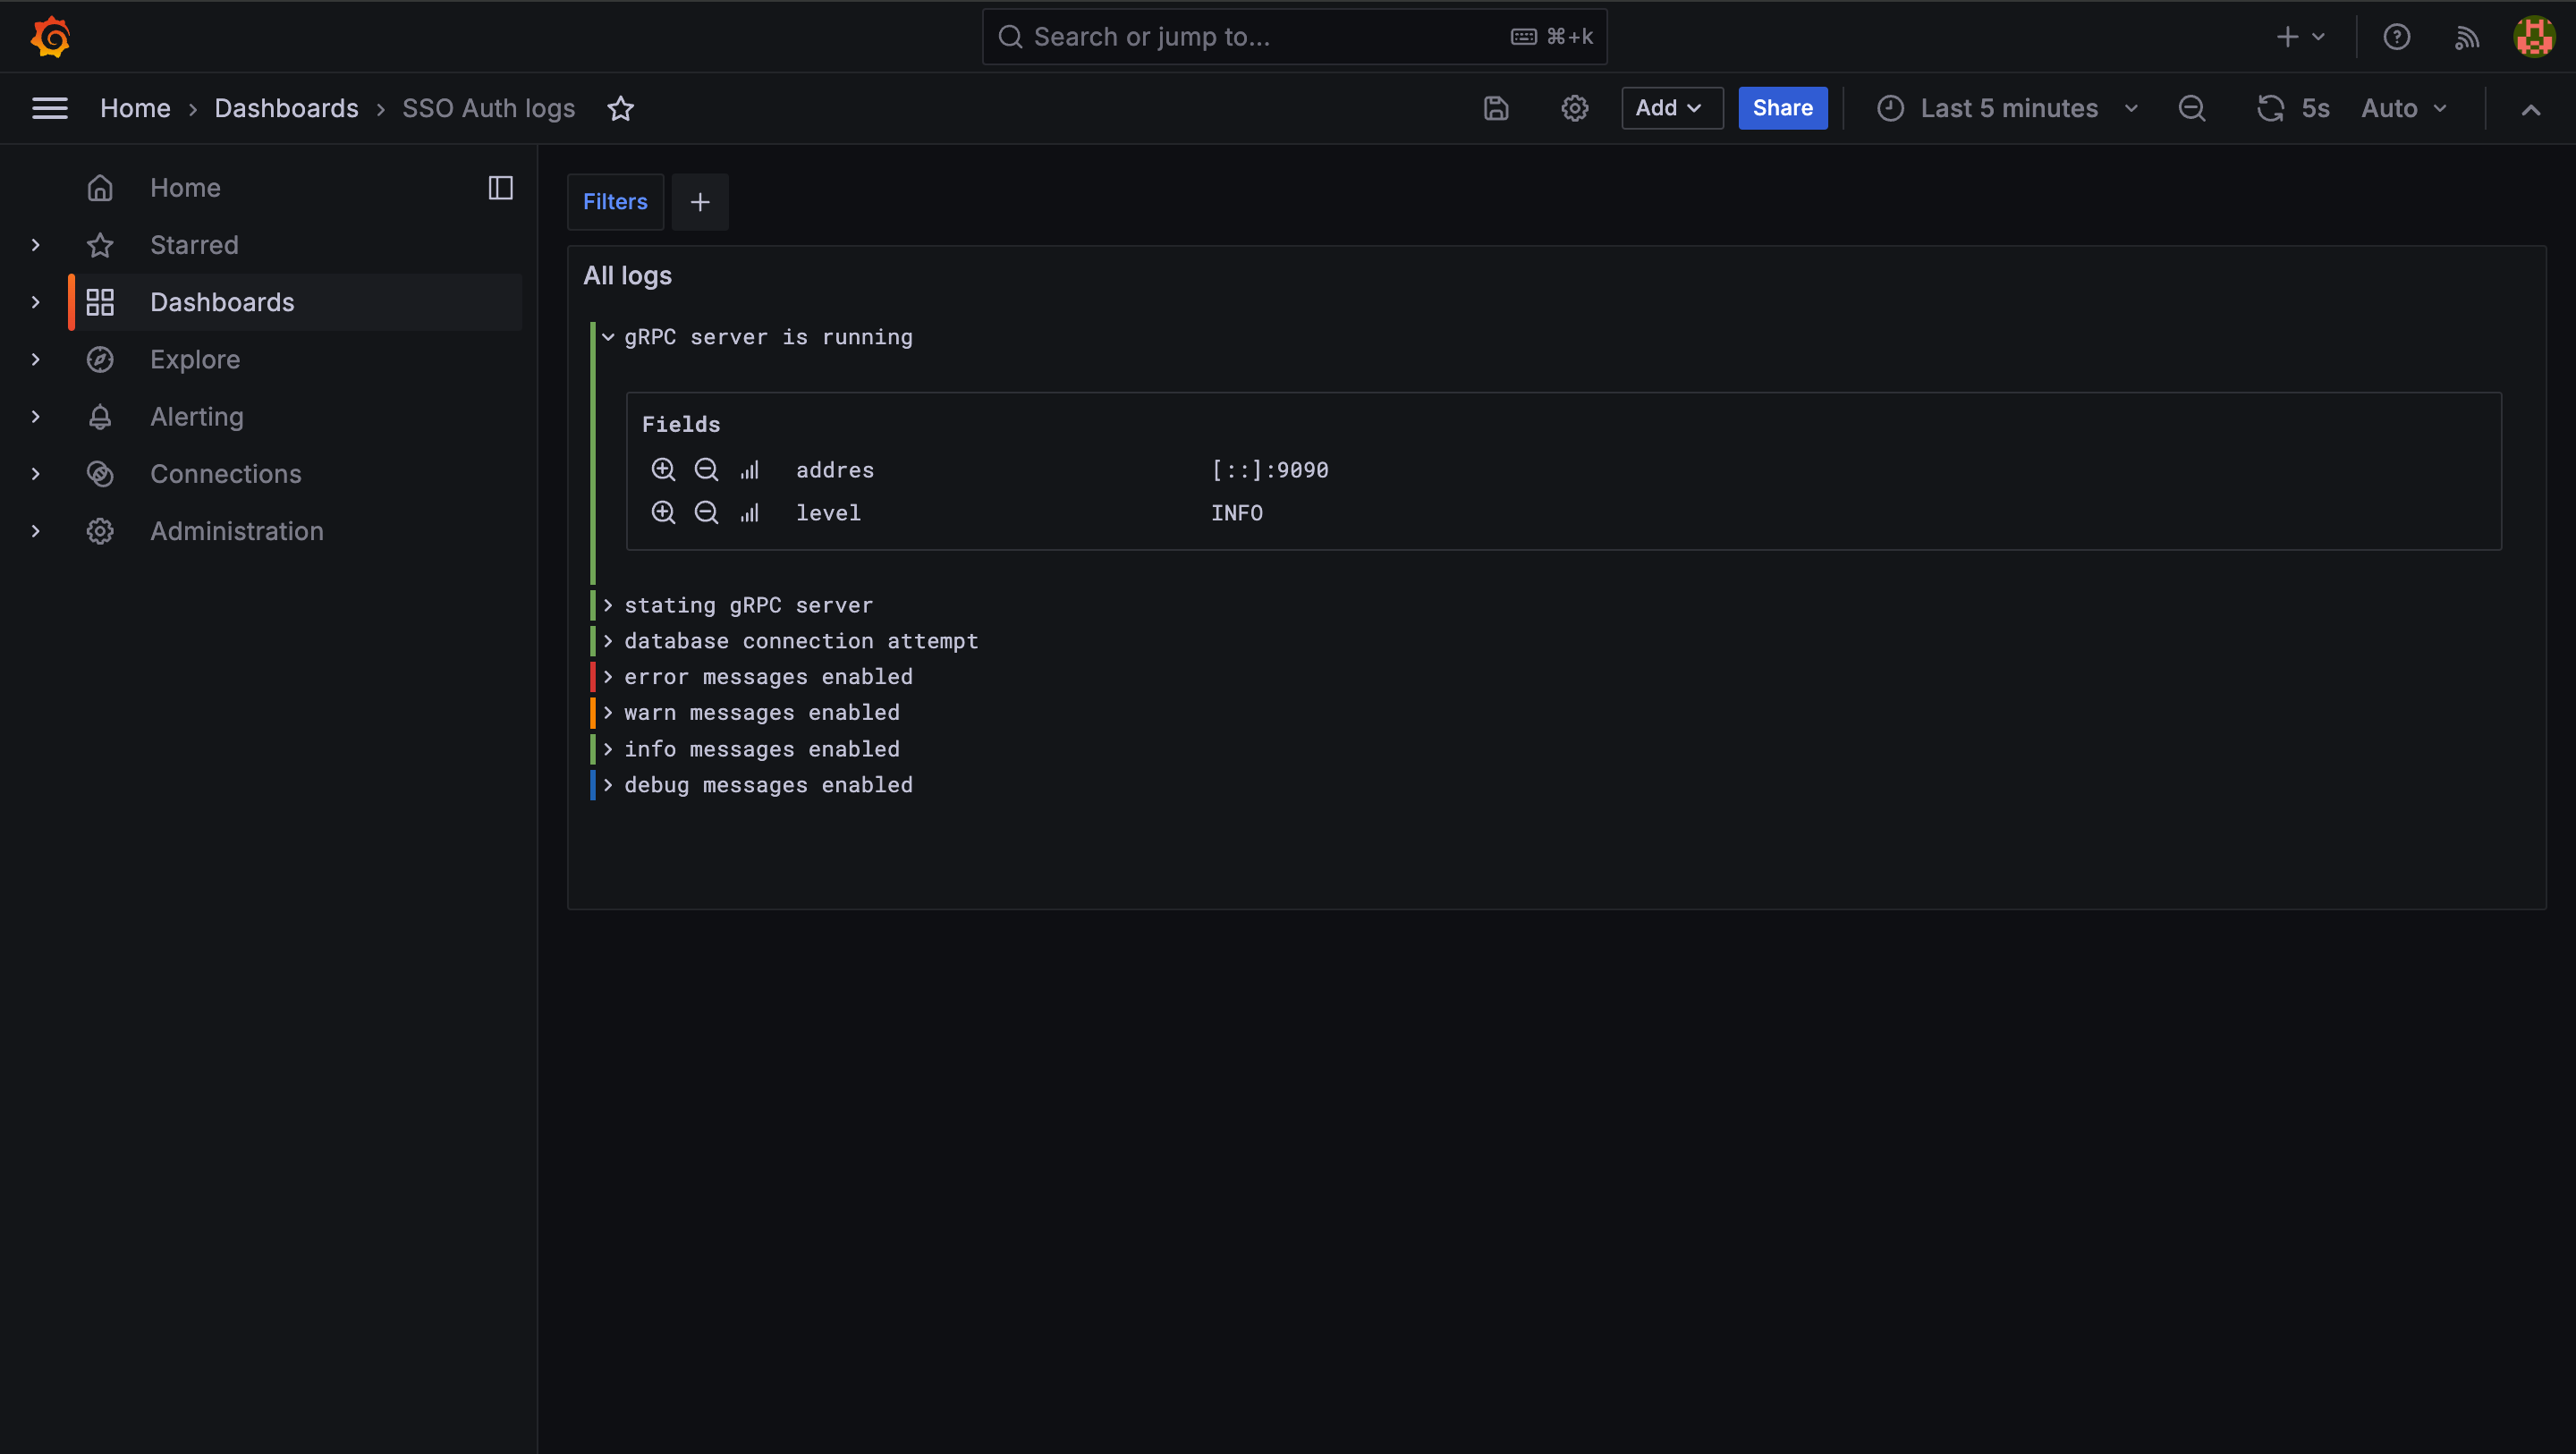 Search or jump to... ⌘+k
Home › Dashboards › SSO Auth logs Add Share Last 5 minutes 5s Auto
Home
Starred
Dashboards
Explore
Alerting
Connections
Administration
Filters +
All logs
gRPC server is running
Fields
addres [::]:9090
level INFO
stating gRPC server
database connection attempt
error messages enabled
warn messages enabled
info messages enabled
debug messages enabled